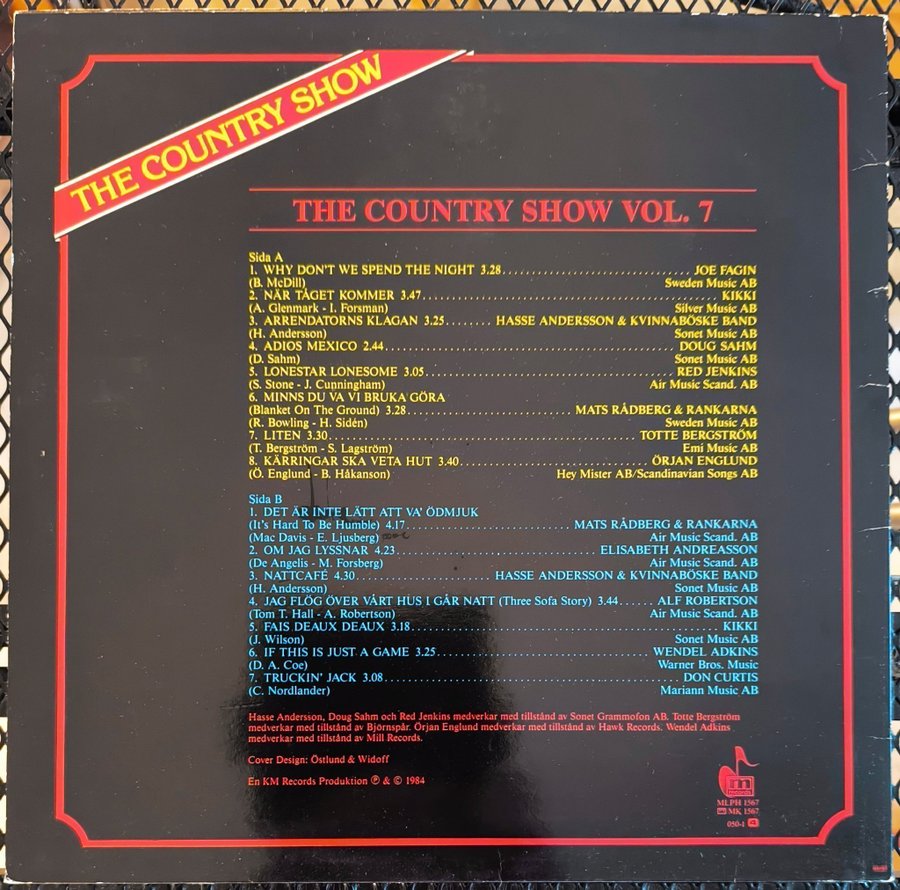 THE COUNTRY SHOW
THE COUNTRY SHOW VOL. 7
Sida A
1. WHY DON'T WE SPEND THE NIGHT 3.28 JOE FAGIN
(B. McDill) Sweden Music AB
2. NÄR TÅGET KOMMER 3.47 KIKKI
(A. Glenmark - I. Forsman) Silver Music AB
3. ARRENDATORNS KLAGAN 3.25 HASSE ANDERSSON & KVINNABÖSKE BAND
(H. Andersson) Sonet Music AB
4. ADIOS MEXICO 2.44 DOUG SAHM
(D. Sahm) Sonet Music AB
5. LONESTAR LONESOME 3.05 RED JENKINS
(S. Stone - J. Cunningham) Air Music Scand. AB
6. MINNS DU VA VI BRUKA GÖRA
(Blanket On The Ground) 3.28 MATS RÅDBERG & RANKARNA
(R. Bowling - H. Sidén) Sweden Music AB
7. LITEN 3.30 TOTTE BERGSTRÖM
(T. Bergström - S. Lagström) Emi Music AB
8. KÄRRINGAR SKA VETA HUT 3.40 ÖRJAN ENGLUND
(Ö. Englund - B. Håkanson) Hey Mister AB/Scandinavian Songs AB
Sida B
1. DET ÄR INTE LÄTT ATT VA' ÖDMJUK
(It's Hard To Be Humble) 4.17 MATS RÅDBERG & RANKARNA
(Mac Davis - E. Ljusberg) Air Music Scand. AB
2. OM JAG LYSSNAR 4.23 ELISABETH ANDREASSON
(De Angelis - M. Forsberg) Air Music Scand. AB
3. NATTCAFÉ 4.30 HASSE ANDERSSON & KVINNABÖSKE BAND
(H. Andersson) Sonet Music AB
4. JAG FLÖG ÖVER VÅRT HUS I GÅR NATT (Three Sofa Story) 3.44 ALF ROBERTSON
(Tom T. Hall - A. Robertson) Air Music Scand. AB
5. FAIS DEAUX DEAUX 3.18 KIKKI
(J. Wilson) Sonet Music AB
6. IF THIS IS JUST A GAME 3.25 WENDEL ADKINS
(D. A. Coe) Warner Bros. Music
7. TRUCKIN' JACK 3.08 DON CURTIS
(C. Nordlander) Mariann Music AB
Hasse Andersson, Doug Sahm och Red Jenkins medverkar med tillstånd av Sonet Grammofon AB. Totte Bergström
medverkar med tillstånd av Björnspår. Örjan Englund medverkar med tillstånd av Hawk Records. Wendel Adkins
medverkar med tillstånd av Mill Records.
Cover Design: Östlund & Widoff
En KM Records Produktion ℗ & © 1984
records
MLPH 1567
MK 1567
050-1 4